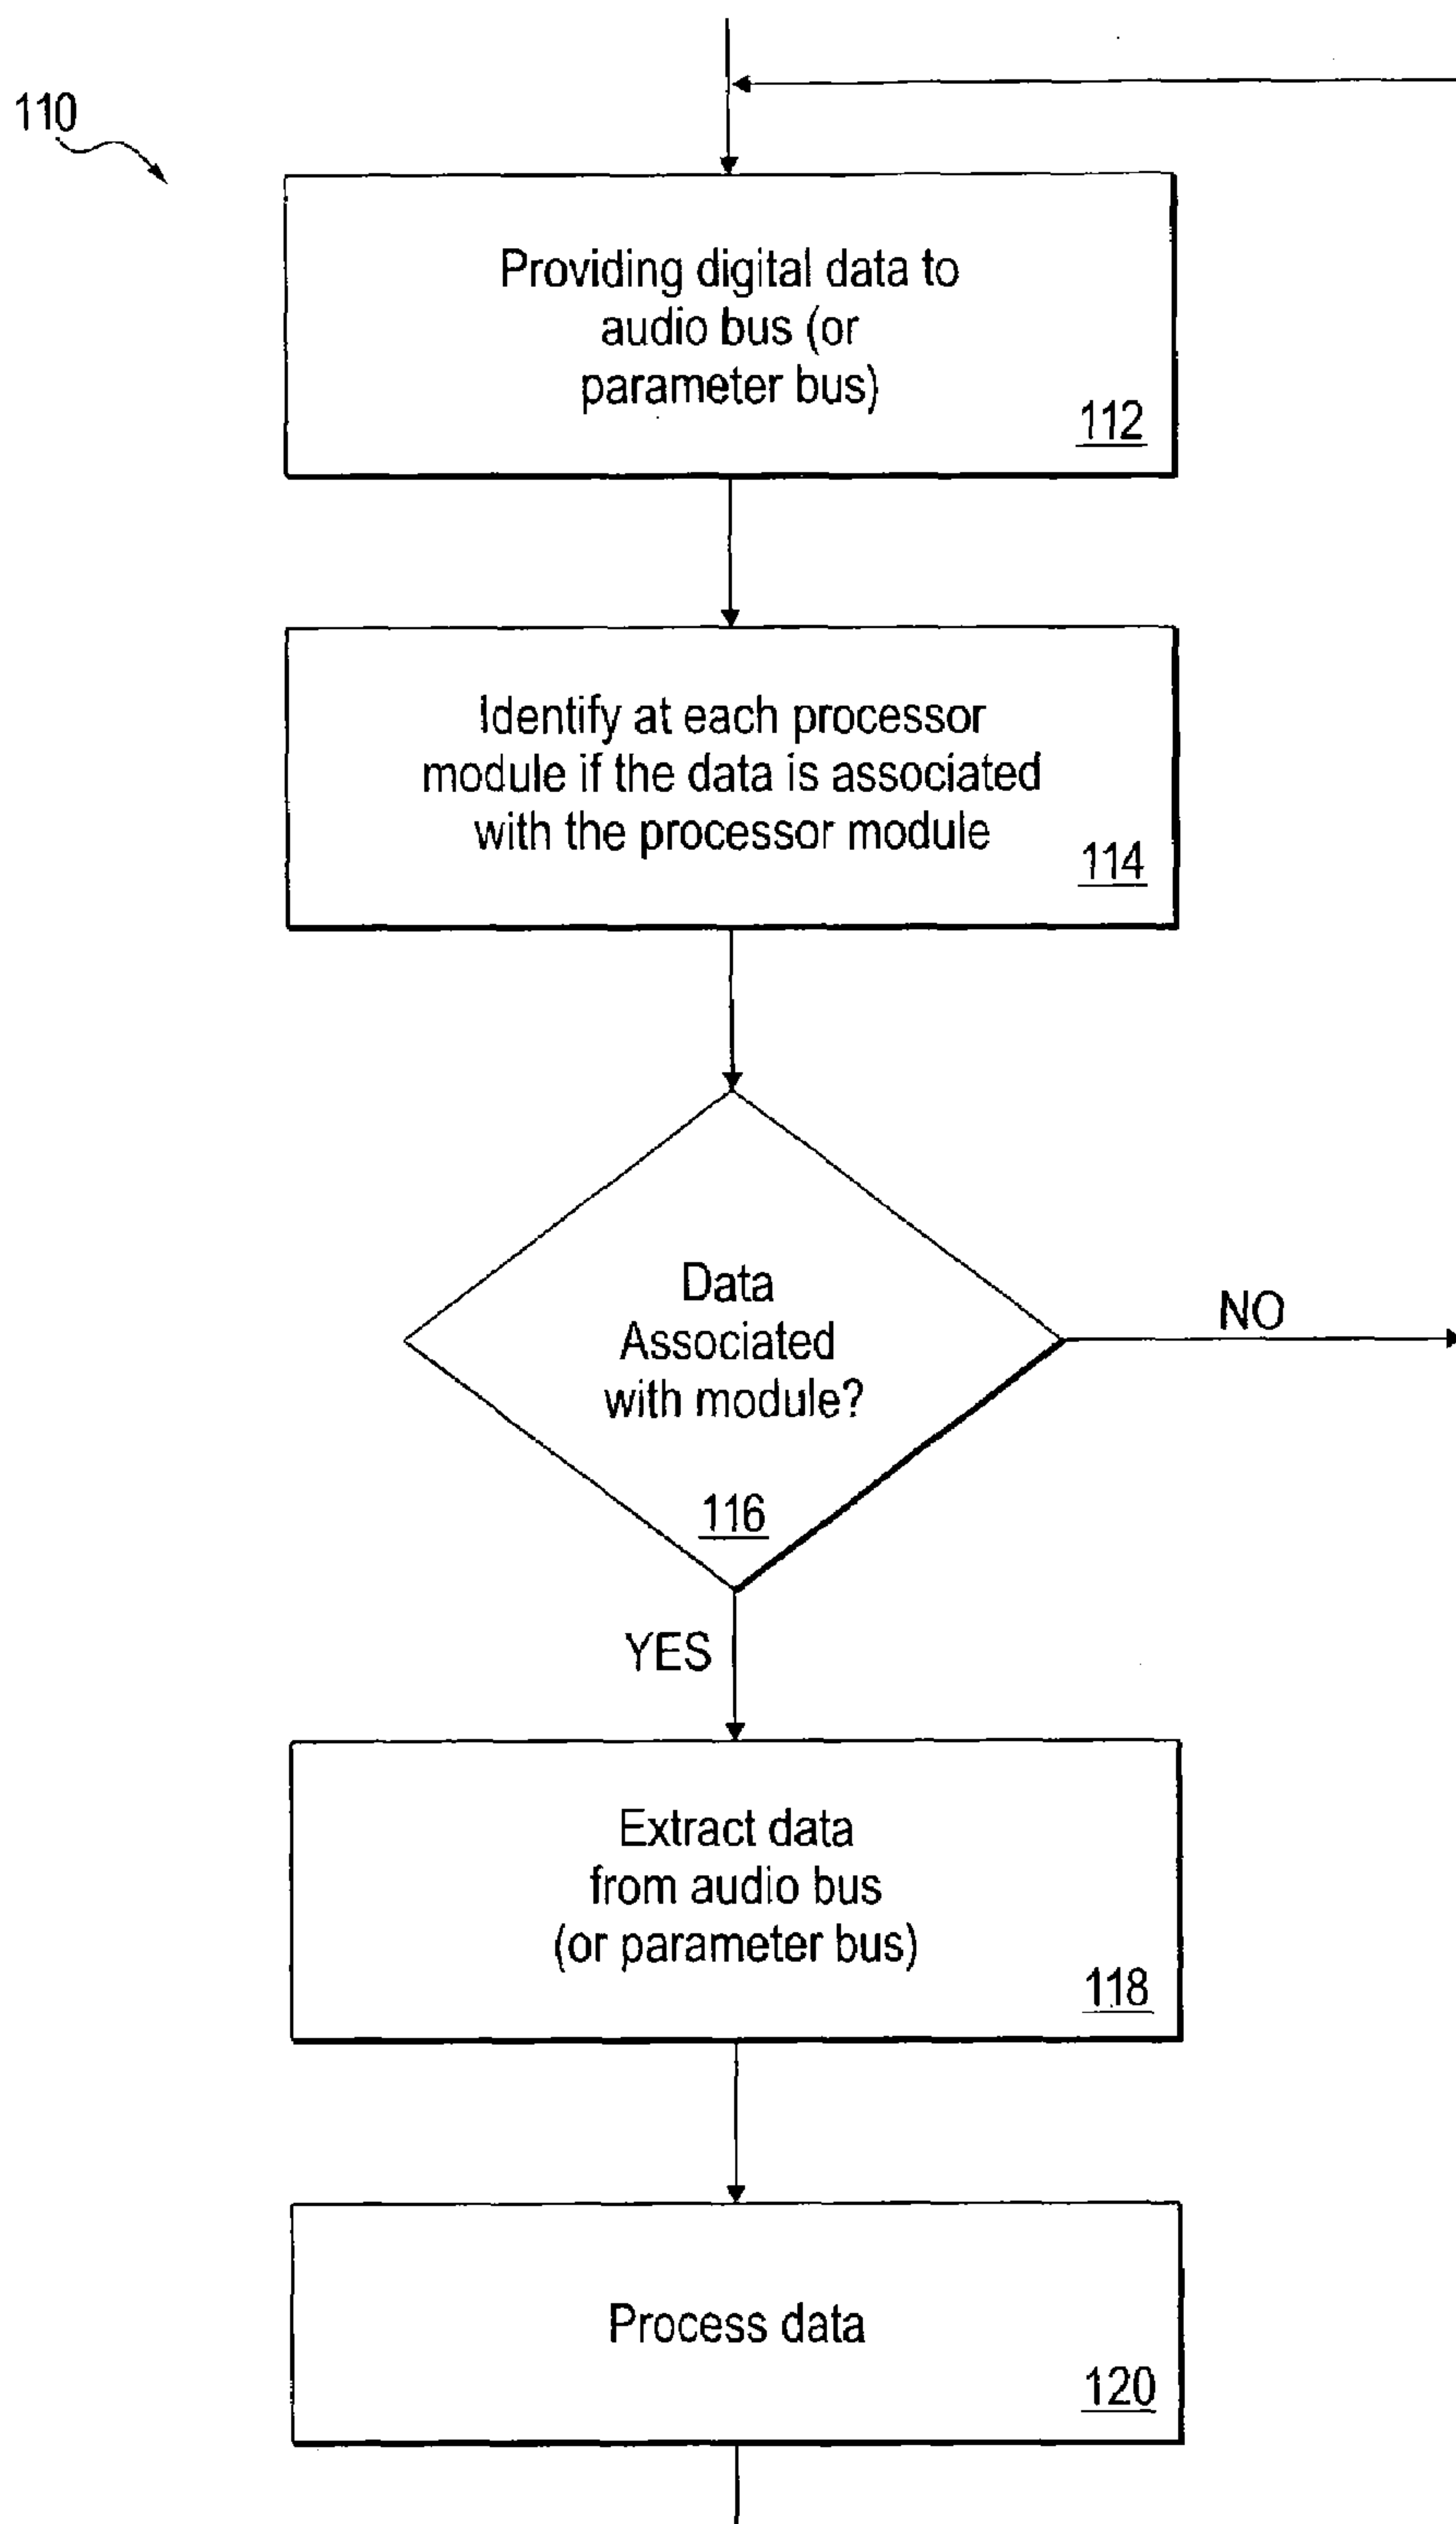 110
Providing digital data to
audio bus (or
parameter bus)
112
Identify at each processor
module if the data is associated
with the processor module
114
Data
Associated
with module?
116
NO
YES
Extract data
from audio bus
(or parameter bus)
118
Process data
120